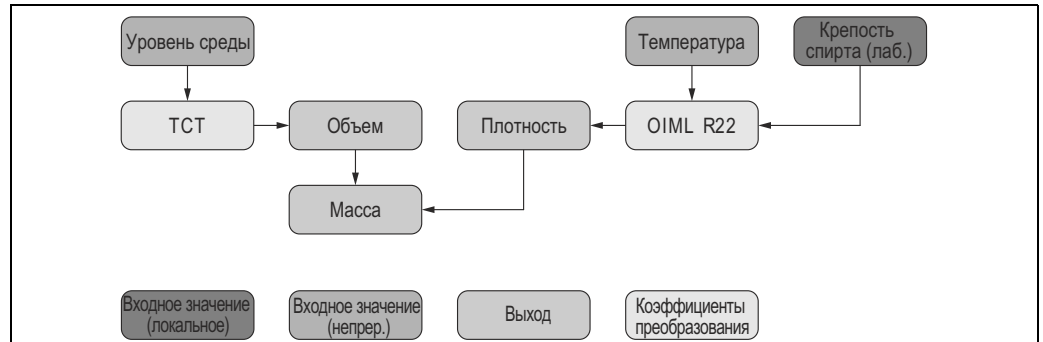 Уровень среды
Температура
Крепость
спирта (лаб.)
ТСТ
Объем
Плотность
OIML R22
Масса
Входное значение
(локальное)
Входное значение
(непрер.)
Выход
Коэффициенты
преобразования